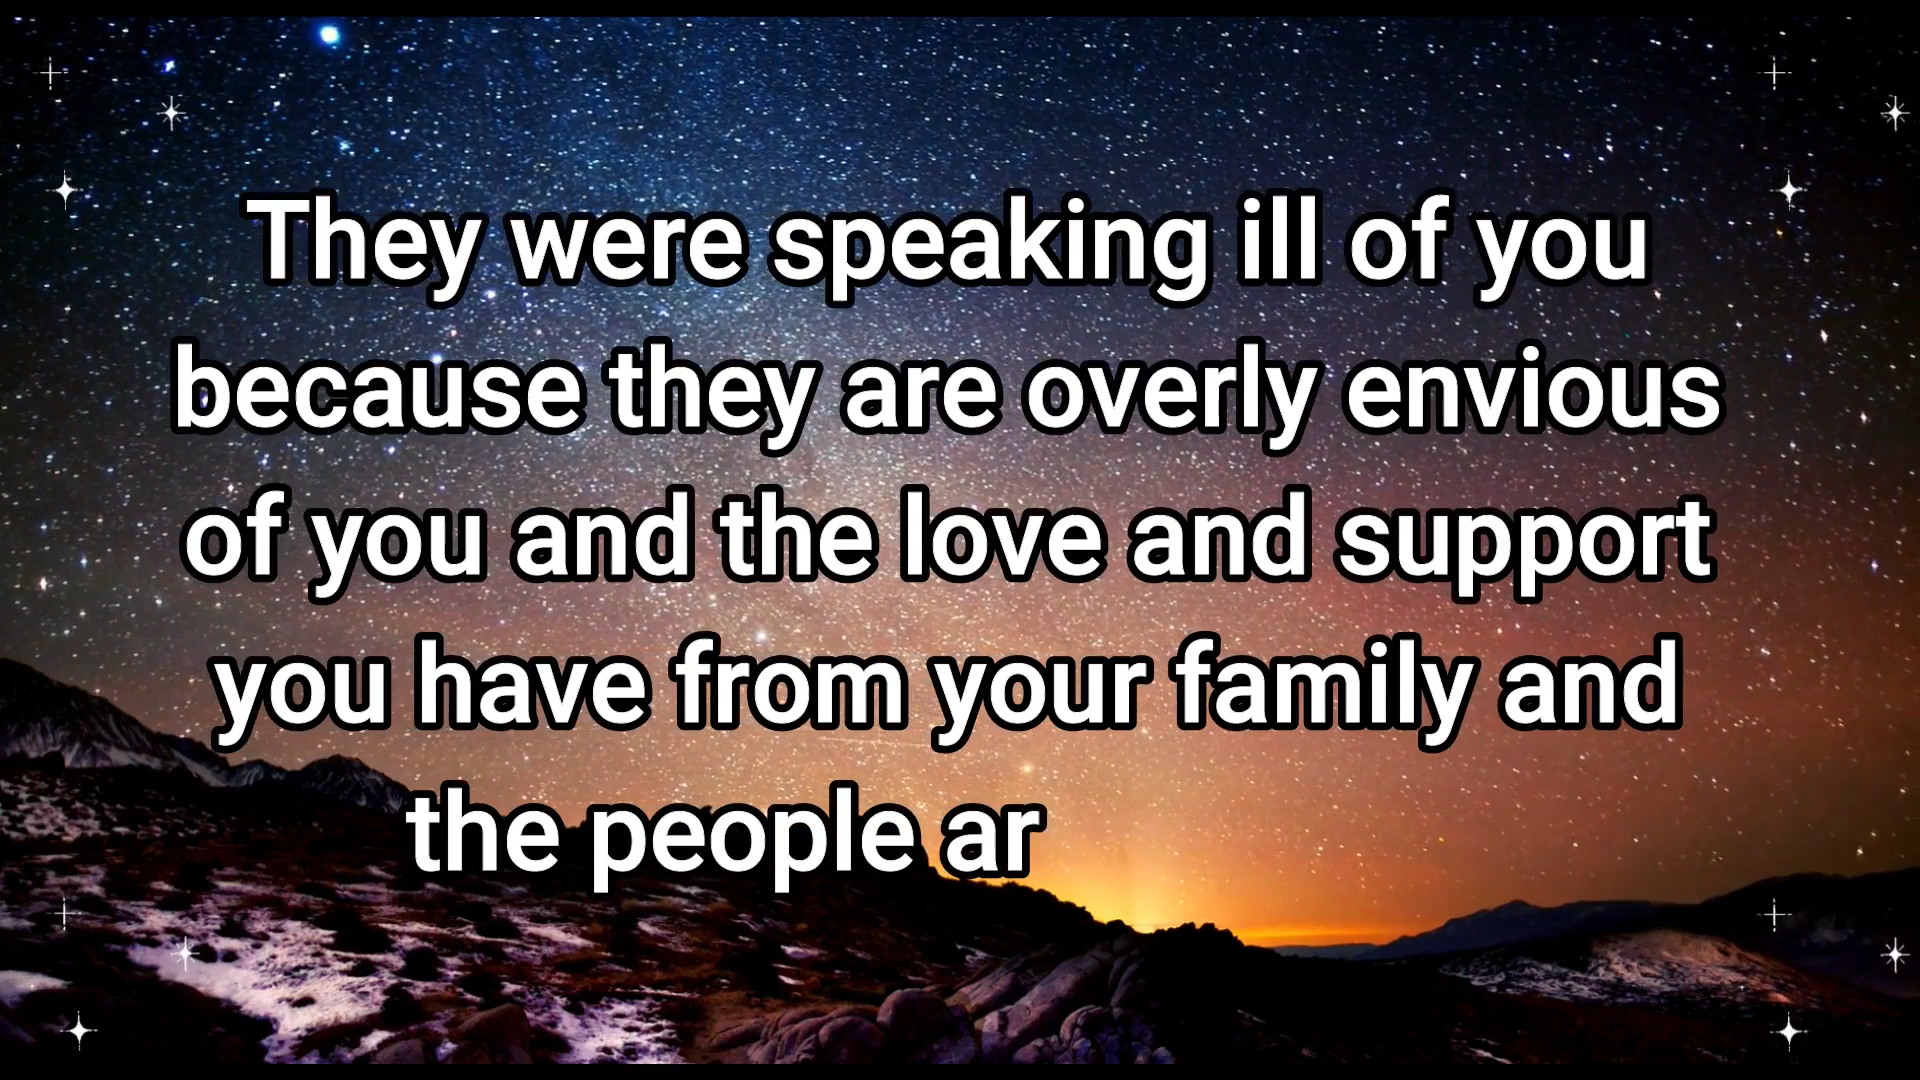 They were speaking ill of you
because they are overly envious
of you and the love and support
you have from your family and
the people ar